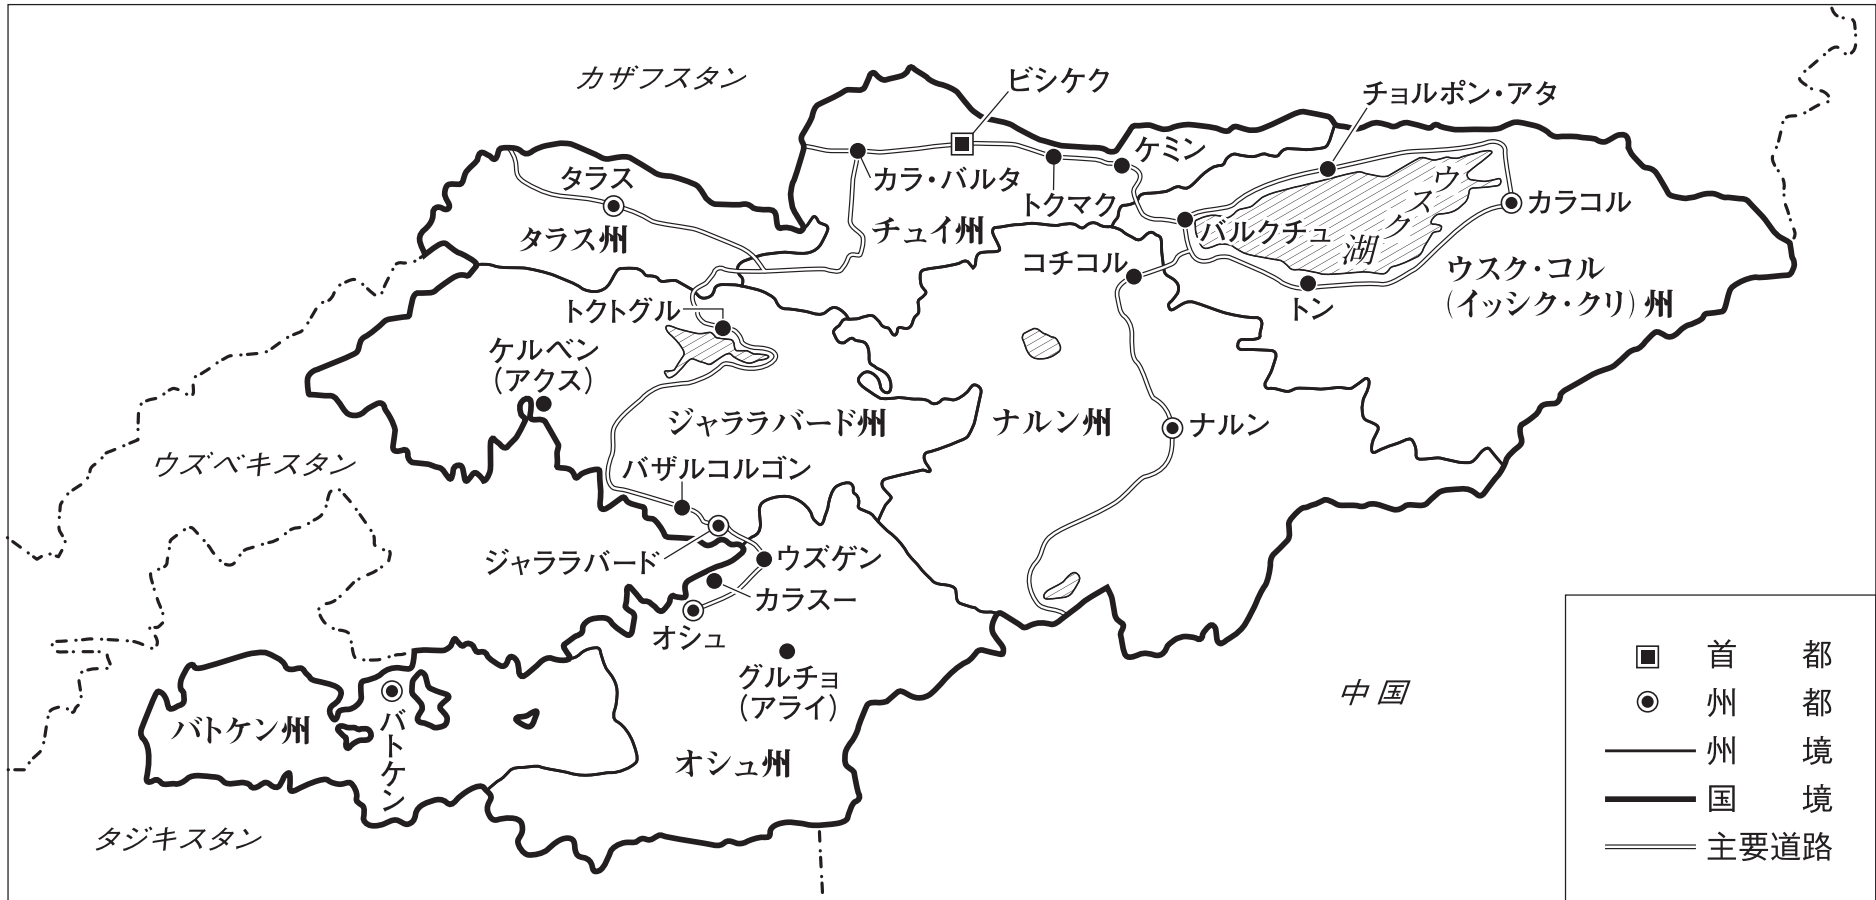 カザフスタン
ビシケク
チョルポン・アタ
ケミン
タラス
カラ・バルタ
トクマク
カラコル
ウスク湖
タラス州
チュイ州
バルクチュ
コチコル
ウスク・コル
(イッシク・クリ)州
トン
トクトグル
ケルベン
(アクス)
ジャララバード州
ナルン州
ナルン
ウズベキスタン
バザルコルゴン
ジャララバード
ウズゲン
カラスー
オシュ
グルチョ
(アライ)
中国
バトケン州
バトケン
オシュ州
タジキスタン
首都
州都
州境
国境
主要道路